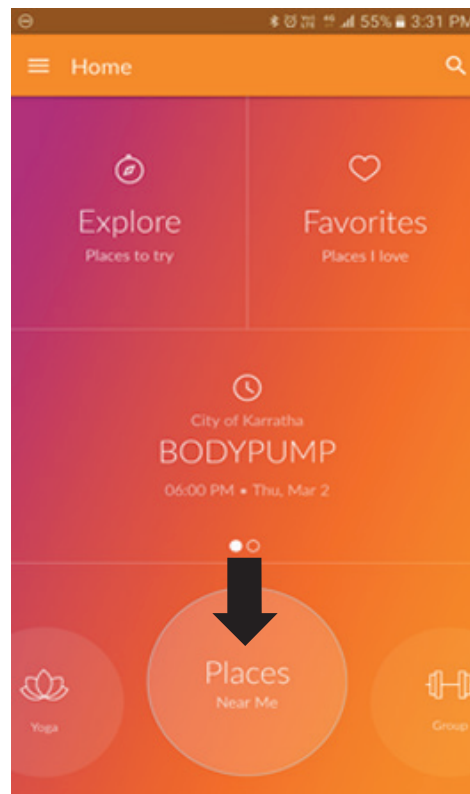 55% 3:31 PM
Home
Explore
Places to try
Favorites
Places I love
City of Karratha
BODYPUMP
06:00 PM • Thu, Mar 2
Places
Near Me
Yoga
Group